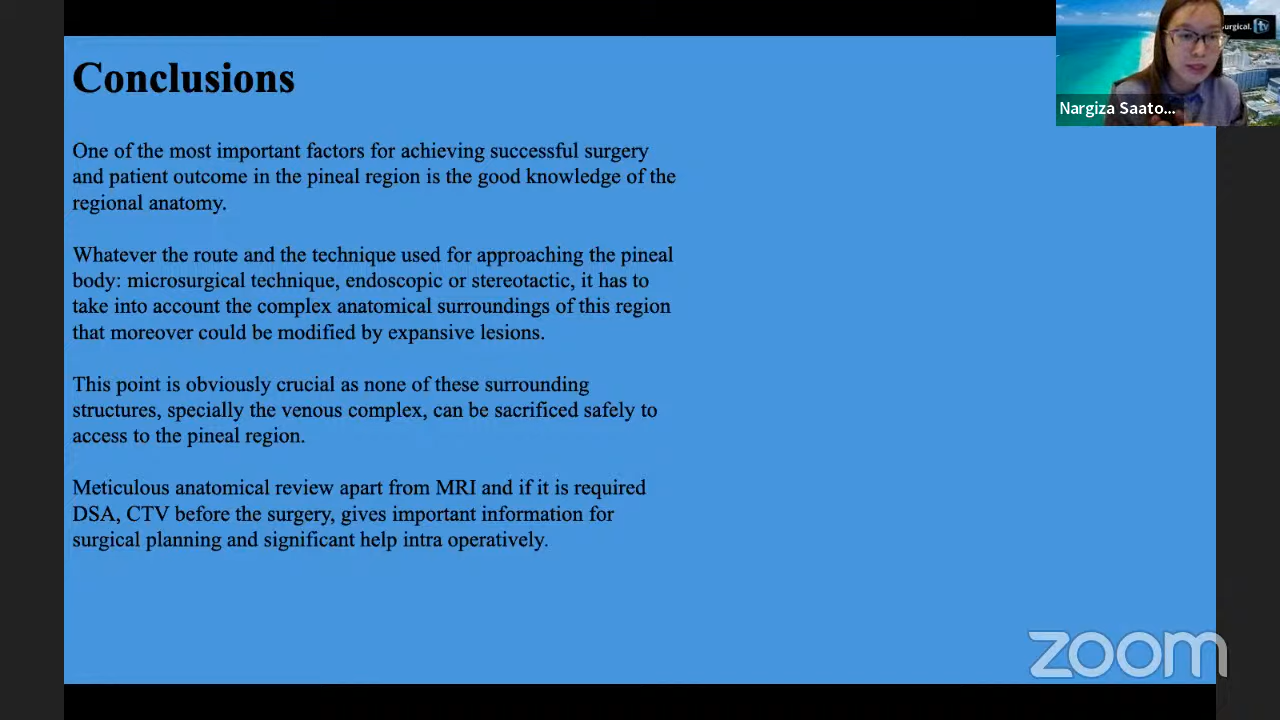 Conclusions
One of the most important factors for achieving successful surgery
and patient outcome in the pineal region is the good knowledge of the
regional anatomy.
Whatever the route and the technique used for approaching the pineal
body: microsurgical technique, endoscopic or stereotactic, it has to
take into account the complex anatomical surroundings of this region
that moreover could be modified by expansive lesions.
This point is obviously crucial as none of these surrounding
structures, specially the venous complex, can be sacrificed safely to
access to the pineal region.
Meticulous anatomical review apart from MRI and if it is required
DSA, CTV before the surgery, gives important information for
surgical planning and significant help intra operatively.
urgical. tv
Nargiza Saato...
zoom